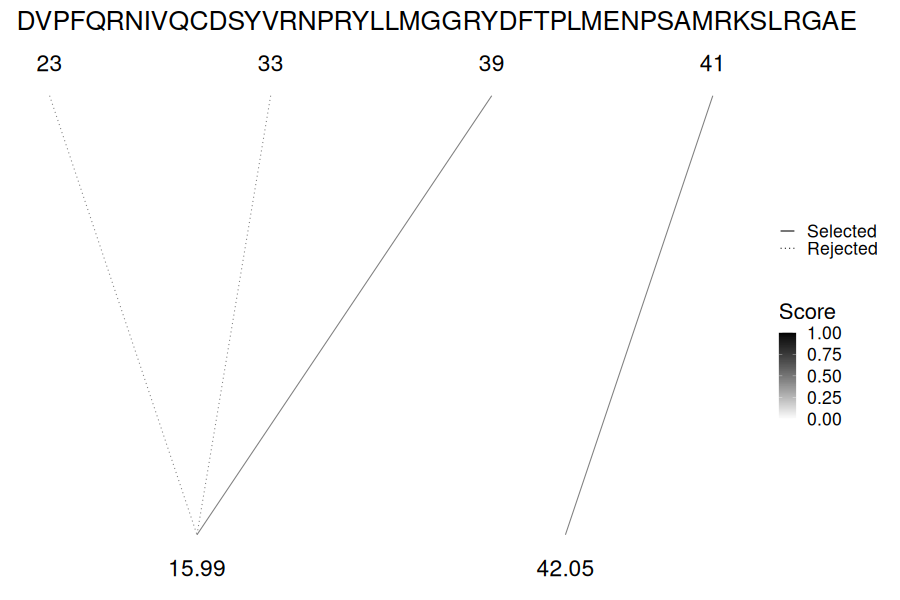 DVPFQRNIVQCDSYVRNPRYLLMGGRYDFTPLMENPSAMRKSLRGAE
23 33 39 41
Selected
Rejected
Score
1.00
0.75
0.50
0.25
0.00
15.99 42.05